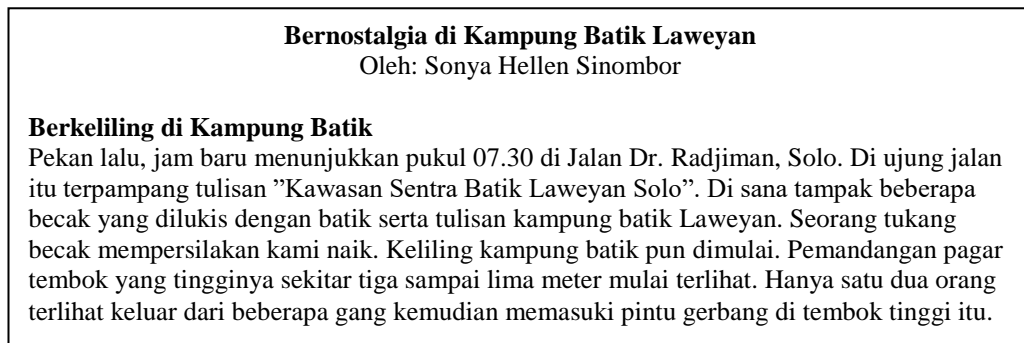 Bernostalgia di Kampung Batik Laweyan
Oleh: Sonya Hellen Sinombor
Berkeliling di Kampung Batik
Pekan lalu, jam baru menunjukkan pukul 07.30 di Jalan Dr. Radjiman, Solo. Di ujung jalan
itu terpampang tulisan ”Kawasan Sentra Batik Laweyan Solo”. Di sana tampak beberapa
becak yang dilukis dengan batik serta tulisan kampung batik Laweyan. Seorang tukang
becak mempersilakan kami naik. Keliling kampung batik pun dimulai. Pemandangan pagar
tembok yang tingginya sekitar tiga sampai lima meter mulai terlihat. Hanya satu dua orang
terlihat keluar dari beberapa gang kemudian memasuki pintu gerbang di tembok tinggi itu.